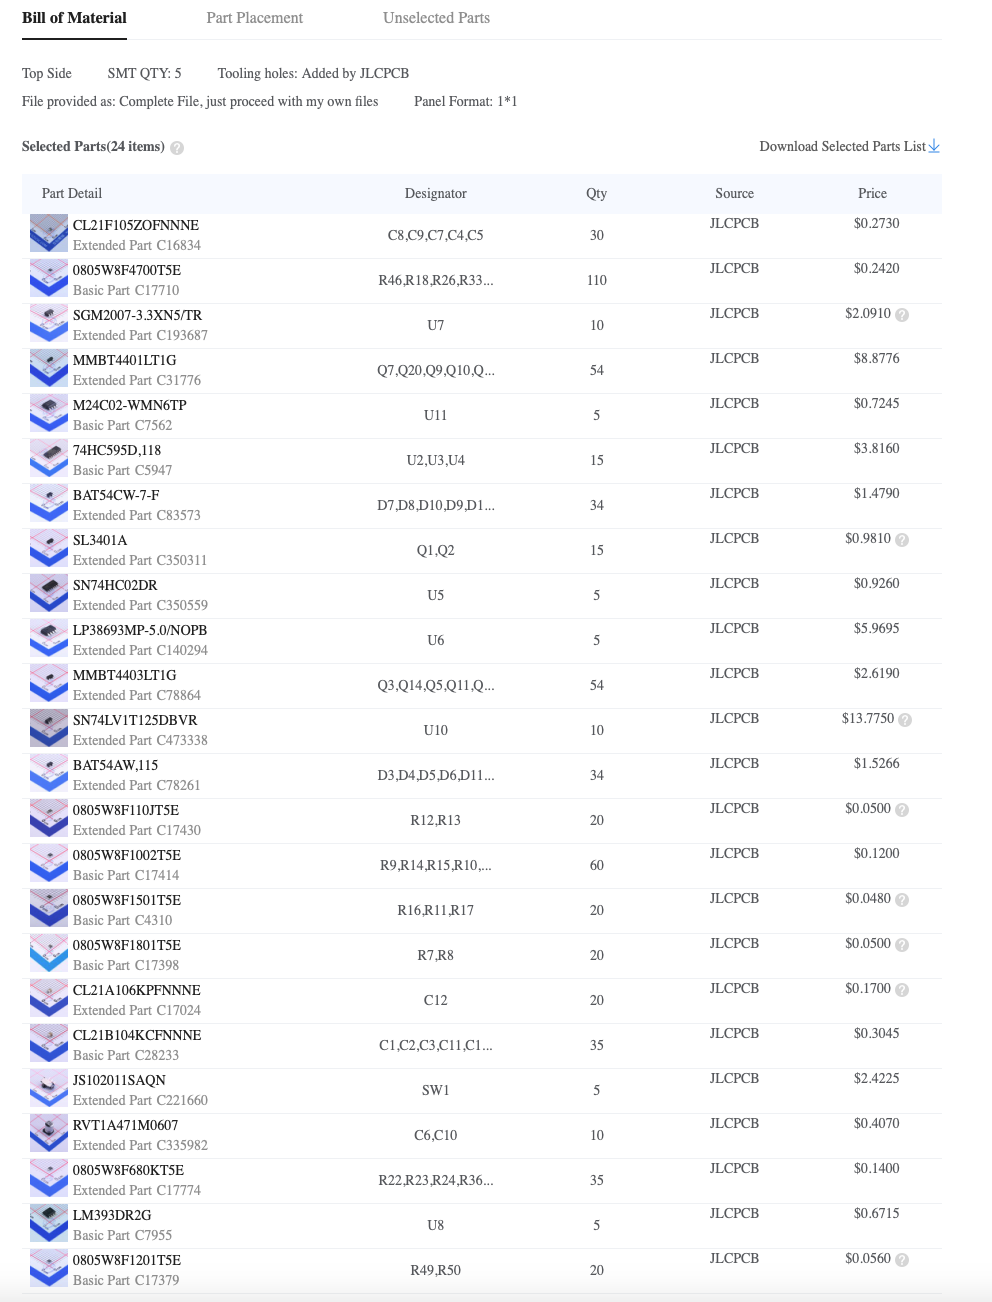 Bill of Material Part Placement Unselected Parts
Top Side SMT QTY: 5 Tooling holes: Added by JLCPCB
File provided as: Complete File, just proceed with my own files Panel Format: 1*1
Selected Parts(24 items) ? Download Selected Parts List
Part Detail Designator Qty Source Price
CL21F105ZOFNNNE
Extended Part C16834 C8,C9,C7,C4,C5 30 JLCPCB $0.2730
0805W8F4700T5E
Basic Part C17710 R46,R18,R26,R33... 110 JLCPCB $0.2420
SGM2007-3.3XN5/TR
Extended Part C193687 U7 10 JLCPCB $2.0910 ?
MMBT4401LT1G
Extended Part C31776 Q7,Q20,Q9,Q10,Q... 54 JLCPCB $8.8776
M24C02-WMN6TP
Basic Part C7562 U11 5 JLCPCB $0.7245
74HC595D,118
Basic Part C5947 U2,U3,U4 15 JLCPCB $3.8160
BAT54CW-7-F
Extended Part C83573 D7,D8,D10,D9,D1... 34 JLCPCB $1.4790
SL3401A
Extended Part C350311 Q1,Q2 15 JLCPCB $0.9810 ?
SN74HC02DR
Extended Part C350559 U5 5 JLCPCB $0.9260
LP38693MP-5.0/NOPB
Extended Part C140294 U6 5 JLCPCB $5.9695
MMBT4403LT1G
Extended Part C78864 Q3,Q14,Q5,Q11,Q... 54 JLCPCB $2.6190
SN74LV1T125DBVR
Extended Part C473338 U10 10 JLCPCB $13.7750 ?
BAT54AW,115
Extended Part C78261 D3,D4,D5,D6,D11... 34 JLCPCB $1.5266
0805W8F110JT5E
Extended Part C17430 R12,R13 20 JLCPCB $0.0500 ?
0805W8F1002T5E
Basic Part C17414 R9,R14,R15,R10,... 60 JLCPCB $0.1200
0805W8F1501T5E
Basic Part C4310 R16,R11,R17 20 JLCPCB $0.0480 ?
0805W8F1801T5E
Basic Part C17398 R7,R8 20 JLCPCB $0.0500 ?
CL21A106KPFNNNE
Extended Part C17024 C12 20 JLCPCB $0.1700 ?
CL21B104KCFNNNE
Basic Part C28233 C1,C2,C3,C11,C1... 35 JLCPCB $0.3045
JS102011SAQN
Extended Part C221660 SW1 5 JLCPCB $2.4225
RVT1A471M0607
Extended Part C335982 C6,C10 10 JLCPCB $0.4070
0805W8F680KT5E
Extended Part C17774 R22,R23,R24,R36... 35 JLCPCB $0.1400
LM393DR2G
Basic Part C7955 U8 5 JLCPCB $0.6715
0805W8F1201T5E
Basic Part C17379 R49,R50 20 JLCPCB $0.0560 ?